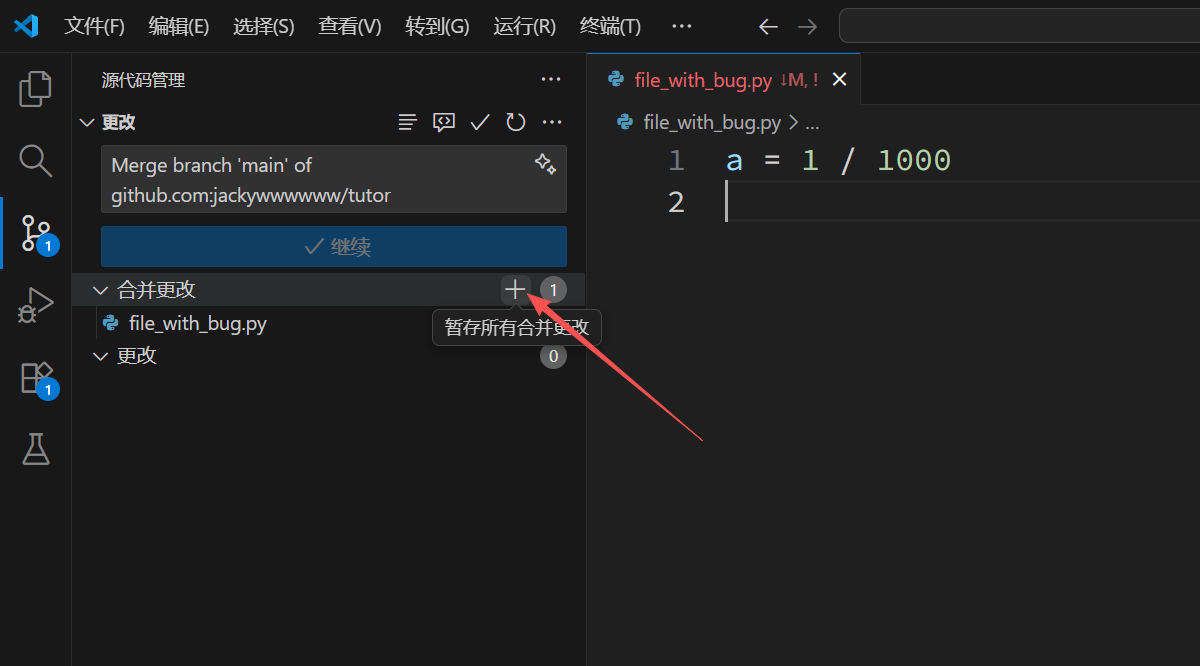 文件(F) 编辑(E) 选择(S) 查看(V) 转到(G) 运行(R) 终端(T) ···
源代码管理
更改
Merge branch 'main' of
github.com:jackywwwwww/tutor
继续
合并更改 1
暂存所有合并更改
file_with_bug.py
更改 0
1
1
file_with_bug.py ↓M, !
file_with_bug.py > ...
1 a = 1 / 1000
2